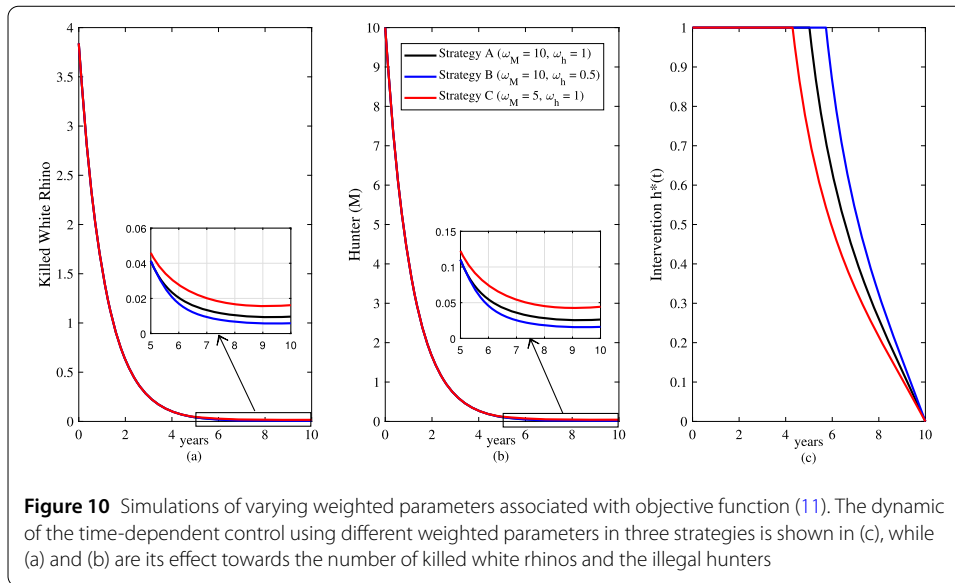 4
3.5
3
2.5
2
1.5
1
0.5
0
Killed White Rhino
0.06
0.04
0.02
0
5 6 7 8 9 10
0 2 4 6 8 10
years
(a)
10
9
8
7
6
5
4
3
2
1
0
Hunter (M)
Strategy A (ωM = 10, ωh = 1)
Strategy B (ωM = 10, ωh = 0.5)
Strategy C (ωM = 5, ωh = 1)
0.15
0.1
0.05
0
5 6 7 8 9 10
0 2 4 6 8 10
years
(b)
1
0.9
0.8
0.7
0.6
0.5
0.4
0.3
0.2
0.1
0
Intervention h*(t)
0 2 4 6 8 10
years
(c)
Figure 10 Simulations of varying weighted parameters associated with objective function (11). The dynamic
of the time-dependent control using different weighted parameters in three strategies is shown in (c), while
(a) and (b) are its effect towards the number of killed white rhinos and the illegal hunters